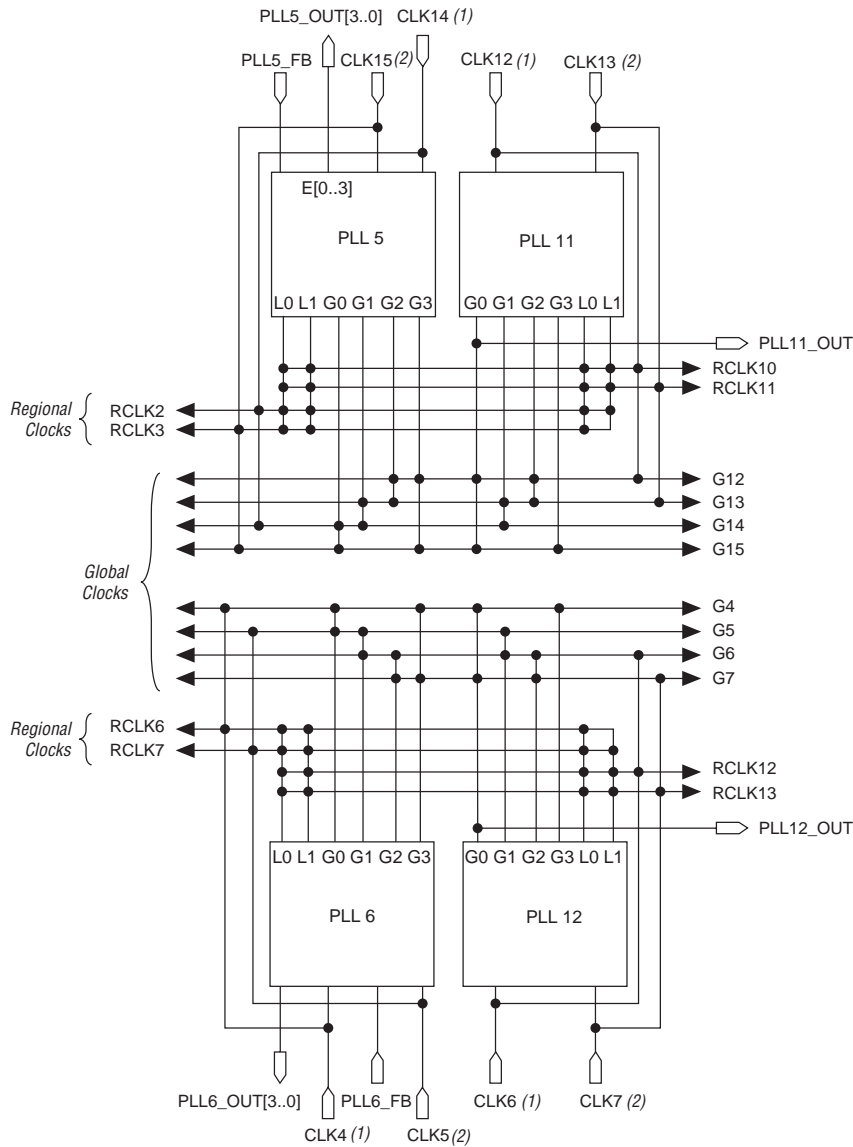 PLL5_OUT[3..0] CLK14 (1)
PLL5_FB CLK15 (2) CLK12 (1) CLK13 (2)
E[0..3]
PLL 5 PLL 11
L0 L1 G0 G1 G2 G3 G0 G1 G2 G3 L0 L1
PLL11_OUT
RCLK10
RCLK11
Regional
Clocks
RCLK2
RCLK3
G12
G13
G14
G15
Global
Clocks
G4
G5
G6
G7
Regional
Clocks
RCLK6
RCLK7
RCLK12
RCLK13
PLL12_OUT
L0 L1 G0 G1 G2 G3 G0 G1 G2 G3 L0 L1
PLL 6 PLL 12
PLL6_OUT[3..0] PLL6_FB CLK6 (1) CLK7 (2)
CLK4 (1) CLK5 (2)